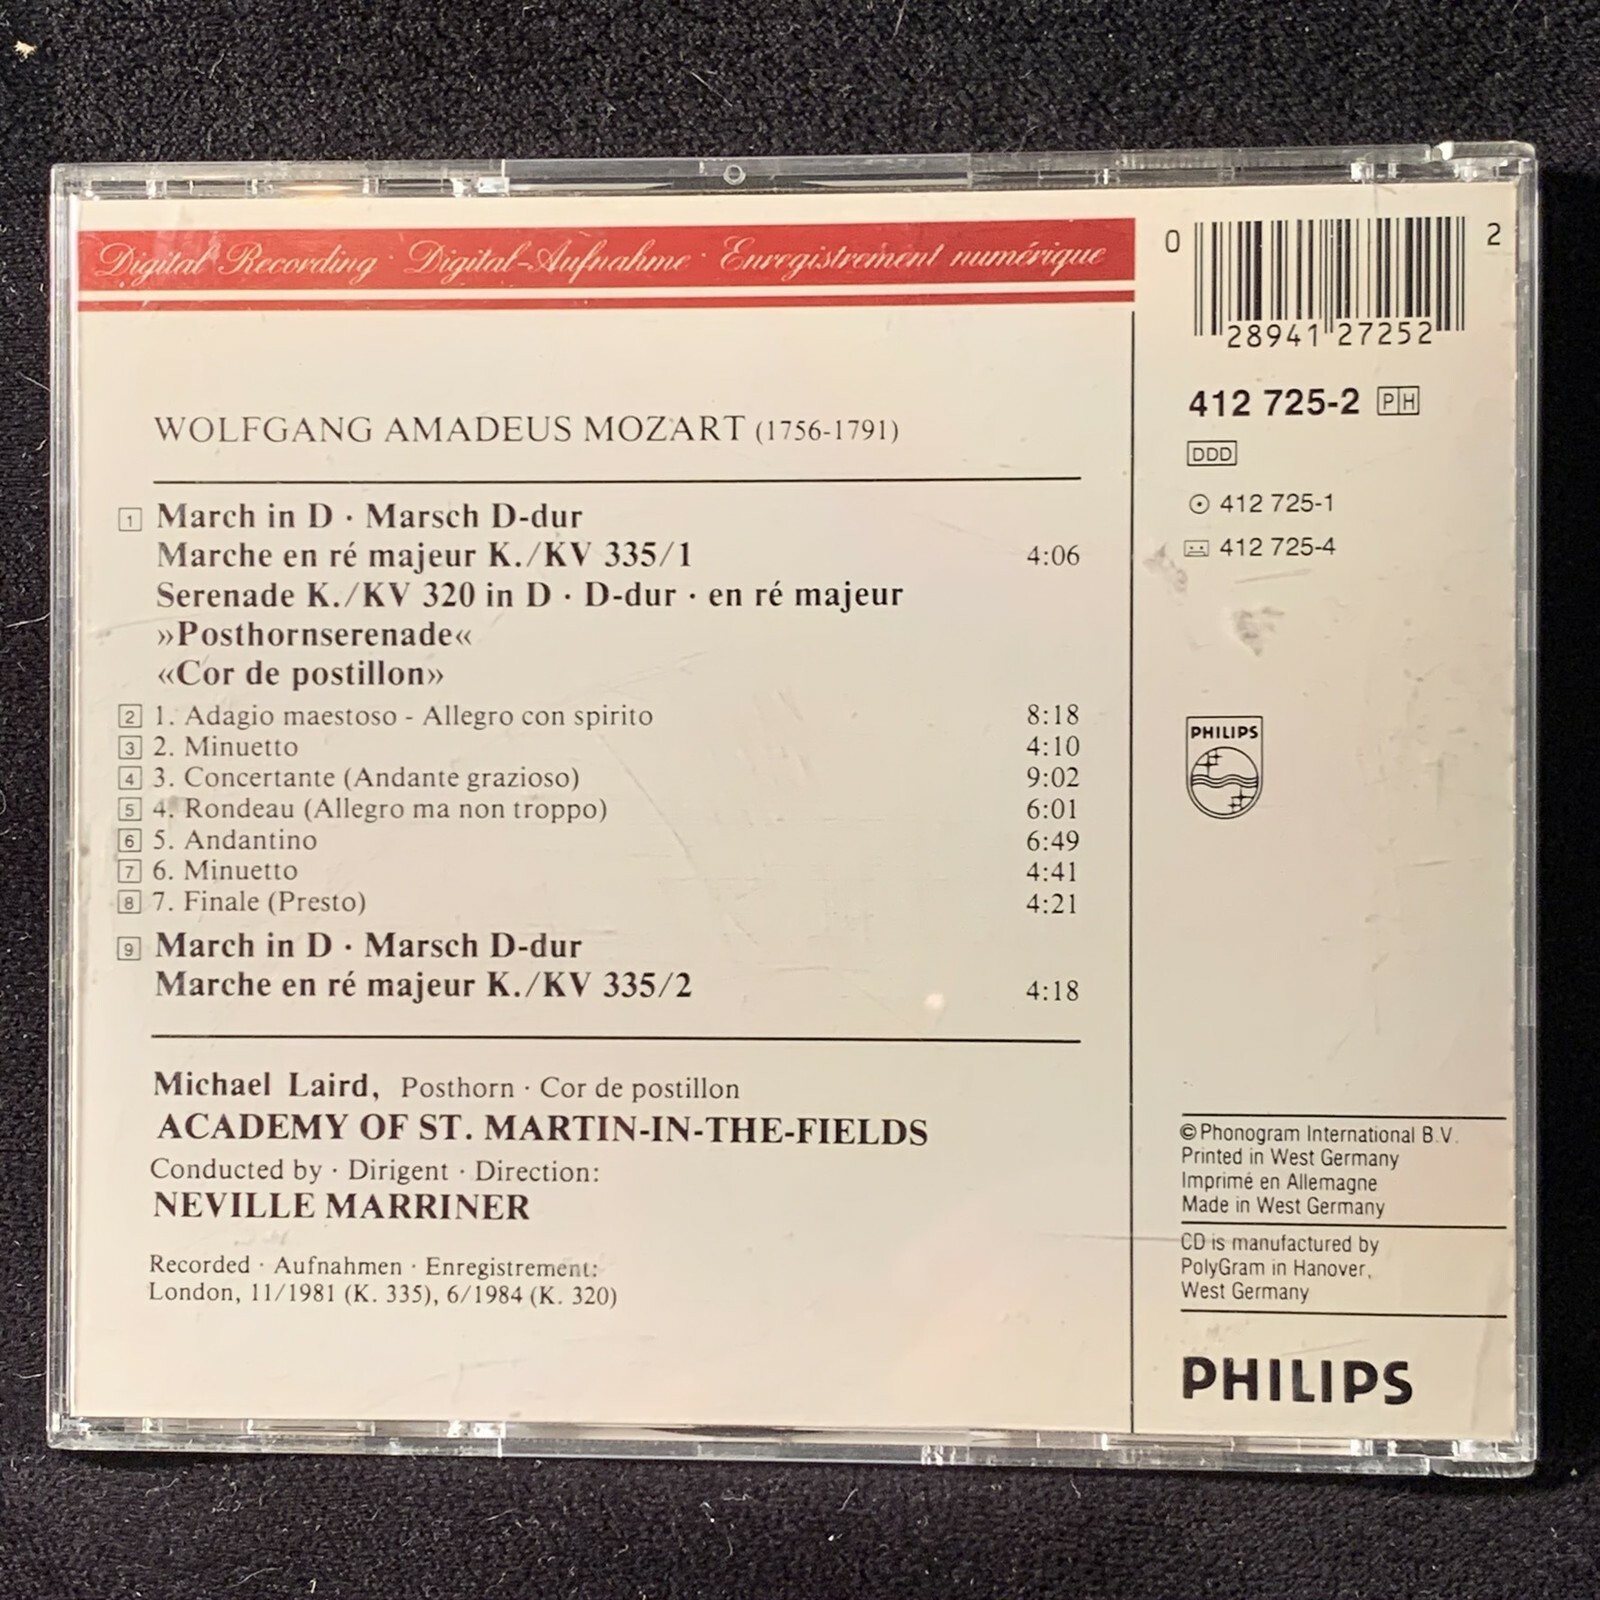 Digital Recording · Digital-Aufnahme · Enregistrement numérique
WOLFGANG AMADEUS MOZART (1756-1791)
1 March in D · Marsch D-dur
Marche en ré majeur K./KV 335/1 4:06
Serenade K./KV 320 in D · D-dur · en ré majeur
»Posthornserenade«
«Cor de postillon»
2 1. Adagio maestoso - Allegro con spirito 8:18
3 2. Minuetto 4:10
4 3. Concertante (Andante grazioso) 9:02
5 4. Rondeau (Allegro ma non troppo) 6:01
6 5. Andantino 6:49
7 6. Minuetto 4:41
8 7. Finale (Presto) 4:21
9 March in D · Marsch D-dur
Marche en ré majeur K./KV 335/2 4:18
Michael Laird, Posthorn · Cor de postillon
ACADEMY OF ST. MARTIN-IN-THE-FIELDS
Conducted by · Dirigent · Direction:
NEVILLE MARRINER
Recorded · Aufnahmen · Enregistrement:
London, 11/1981 (K. 335), 6/1984 (K. 320)
0 28941 27252 2
412 725-2 PH
DDD
412 725-1
412 725-4
PHILIPS
© Phonogram International B.V.
Printed in West Germany
Imprimé en Allemagne
Made in West Germany
CD is manufactured by
PolyGram in Hanover,
West Germany
PHILIPS